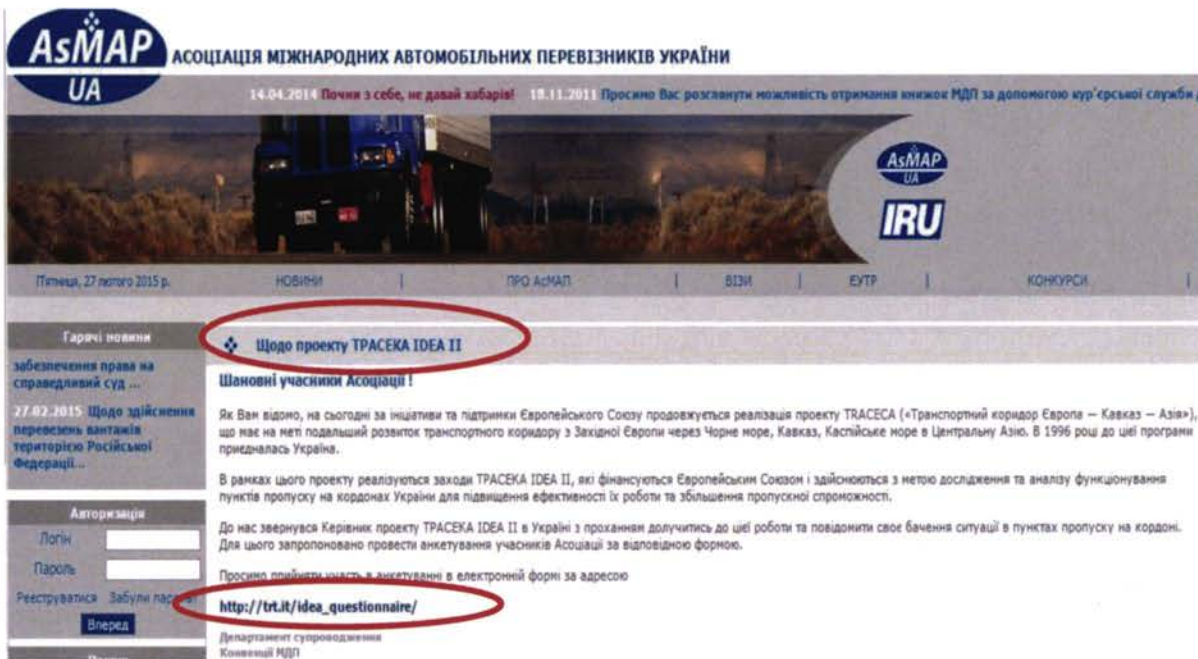 AsMAP
UA
АСОЦІАЦІЯ МІЖНАРОДНИХ АВТОМОБІЛЬНИХ ПЕРЕВІЗНИКІВ УКРАЇНИ
14.04.2014 Почни з себе, не давай хабарів! 18.11.2011 Просимо Вас розглянути можливість отримання книжок МДП за допомогою кур'єрської служби
AsMAP
UA
IRU
П'ятниця, 27 лютого 2015 р. НОВИНИ | ПРО АсМАП | ВІЗИ | ЄУТР | КОНКУРСИ |
Гарячі новини
забезпечення права на
справедливий суд ...
27.02.2015 Щодо здійснення
перевезень вантажів
територією Російської
Федерації...
Авторизація
Логін
Пароль
Реєструватися Забули пароль
Вперед
❖ Щодо проекту ТРАСЕКА IDEA II
Шановні учасники Асоціації !
Як Вам відомо, на сьогодні за ініціативи та підтримки Європейського Союзу продовжується реалізація проекту TRACECA («Транспортний коридор Європа — Кавказ — Азія»),
що має на меті подальший розвиток транспортного коридору з Західної Європи через Чорне море, Кавказ, Каспійське море в Центральну Азію. В 1996 році до цієї програми
приєдналась Україна.
В рамках цього проекту реалізуються заходи ТРАСЕКА IDEA II, які фінансуються Європейським Союзом і здійснюються з метою дослідження та аналізу функціонування
пунктів пропуску на кордонах України для підвищення ефективності їх роботи та збільшення пропускної спроможності.
До нас звернувся Керівник проекту ТРАСЕКА IDEA II в Україні з проханням долучитись до цієї роботи та повідомити своє бачення ситуації в пунктах пропуску на кордоні.
Для цього запропоновано провести анкетування учасників Асоціації за відповідною формою.
Просимо прийняти участь в анкетуванні в електронній формі за адресою
http://trt.it/idea_questionnaire/
Департамент супроводження
Конвенції МДП